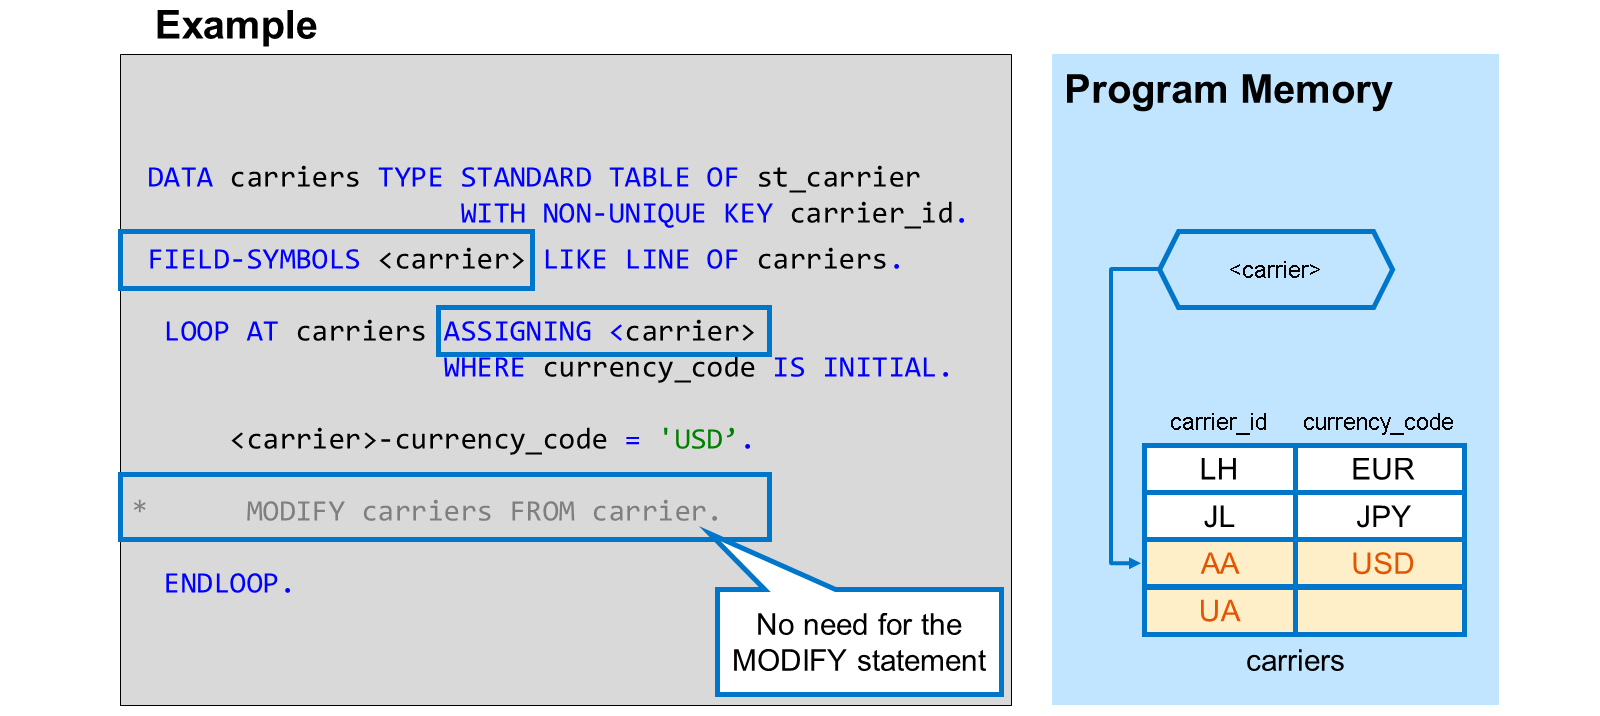 Example
DATA carriers TYPE STANDARD TABLE OF st_carrier
WITH NON-UNIQUE KEY carrier_id.
FIELD-SYMBOLS <carrier> LIKE LINE OF carriers.
LOOP AT carriers ASSIGNING <carrier>
WHERE currency_code IS INITIAL.
<carrier>-currency_code = 'USD’.
* MODIFY carriers FROM carrier.
ENDLOOP.
No need for the
MODIFY statement
Program Memory
<carrier>
carrier_id currency_code
LH EUR
JL JPY
AA USD
UA
carriers